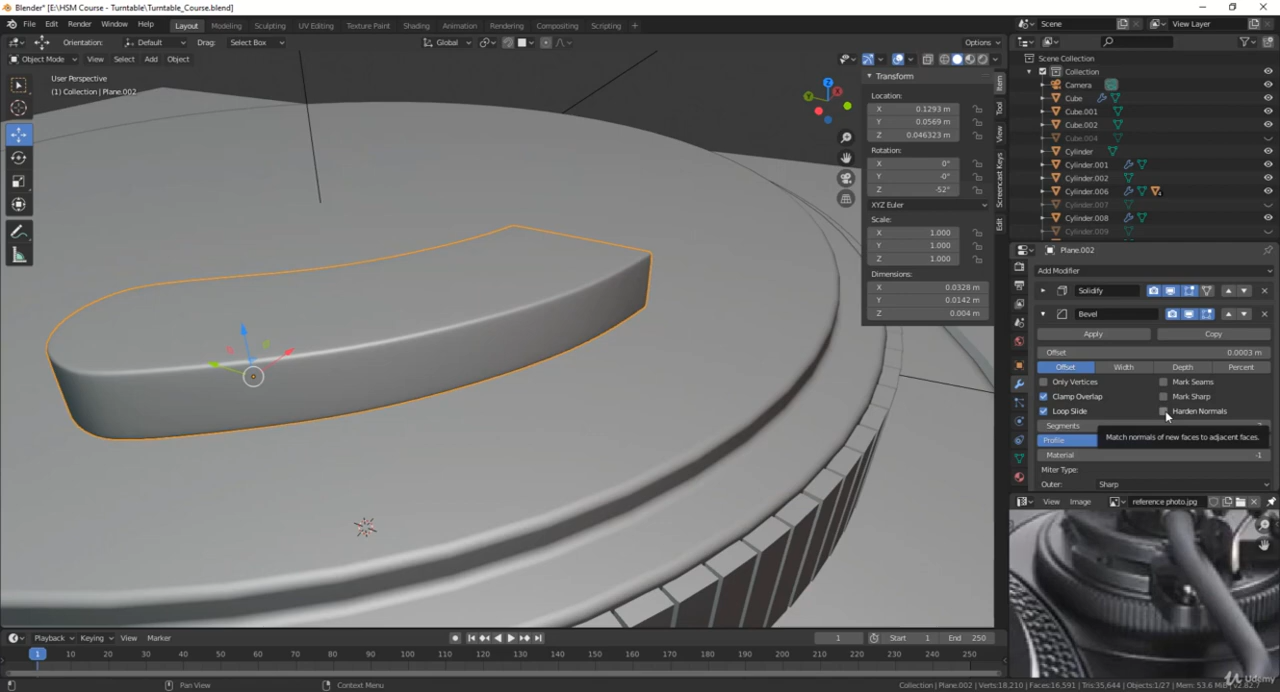 Blender* [E:\HSM Course - Turntable\Turntable_Course.blend]
File Edit Render Window Help
Layout Modeling Sculpting UV Editing Texture Paint Shading Animation Rendering Compositing Scripting +
Scene
View Layer
Orientation: Default Drag: Select Box
Global
Options
Object Mode View Select Add Object
User Perspective
(1) Collection | Plane.002
Z
Y
X
Transform
Location:
X 0.1293 m
Y 0.0569 m
Z 0.046323 m
Rotation:
X 0°
Y -0°
Z -52°
XYZ Euler
Scale:
X 1.000
Y 1.000
Z 1.000
Dimensions:
X 0.0328 m
Y 0.0142 m
Z 0.004 m
Item
Tool
View
Screencast Keys
Edit
Scene Collection
Collection
Camera
Cube
Cube.001
Cube.002
Cube.004
Cylinder
Cylinder.001
Cylinder.002
Cylinder.006
Cylinder.007
Cylinder.008
Cylinder.009
Plane.002
Add Modifier
Solidify
Bevel
Apply Copy
Offset 0.0003 m
Offset Width Depth Percent
Only Vertices Mark Seams
Clamp Overlap Mark Sharp
Loop Slide Harden Normals
Segments
Match normals of new faces to adjacent faces.
Profile
Material -1
Miter Type:
Outer: Sharp
View Image reference photo.jpg
Playback Keying View Marker
1 Start 1 End 250
1 10 20 30 40 50 60 70 80 90 100 110 120 130 140 150 160 170 180 190 200 210 220 230 240 250
Pan View
Context Menu
Collection | Plane.002 | Verts:18,210 | Faces:16,591 | Tris:35,644 | Objects:1/27 | Mem: 53.6 MiB | v2.82.7
Udemy